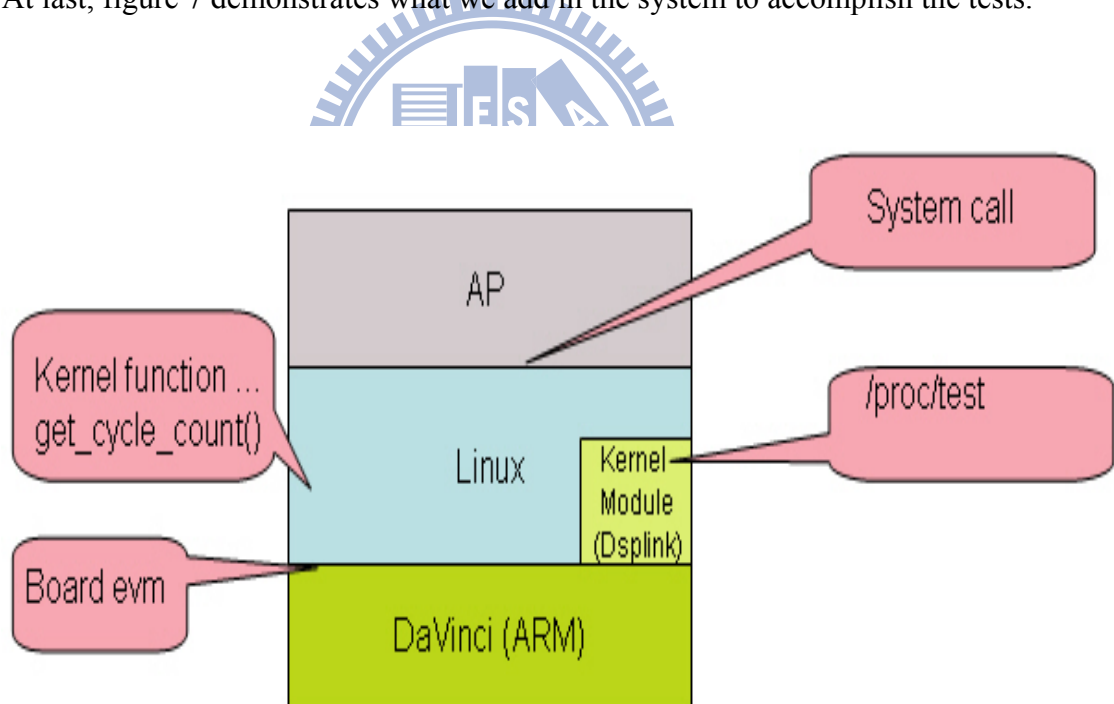 At last, figure 7 demonstrates what we add in the system to accomplish the tests.
ESA
System call
AP
Kernel function ...
get_cycle_count()
/proc/test
Linux
Kernel
Module
(Dsplink)
Board evm
DaVinci (ARM)